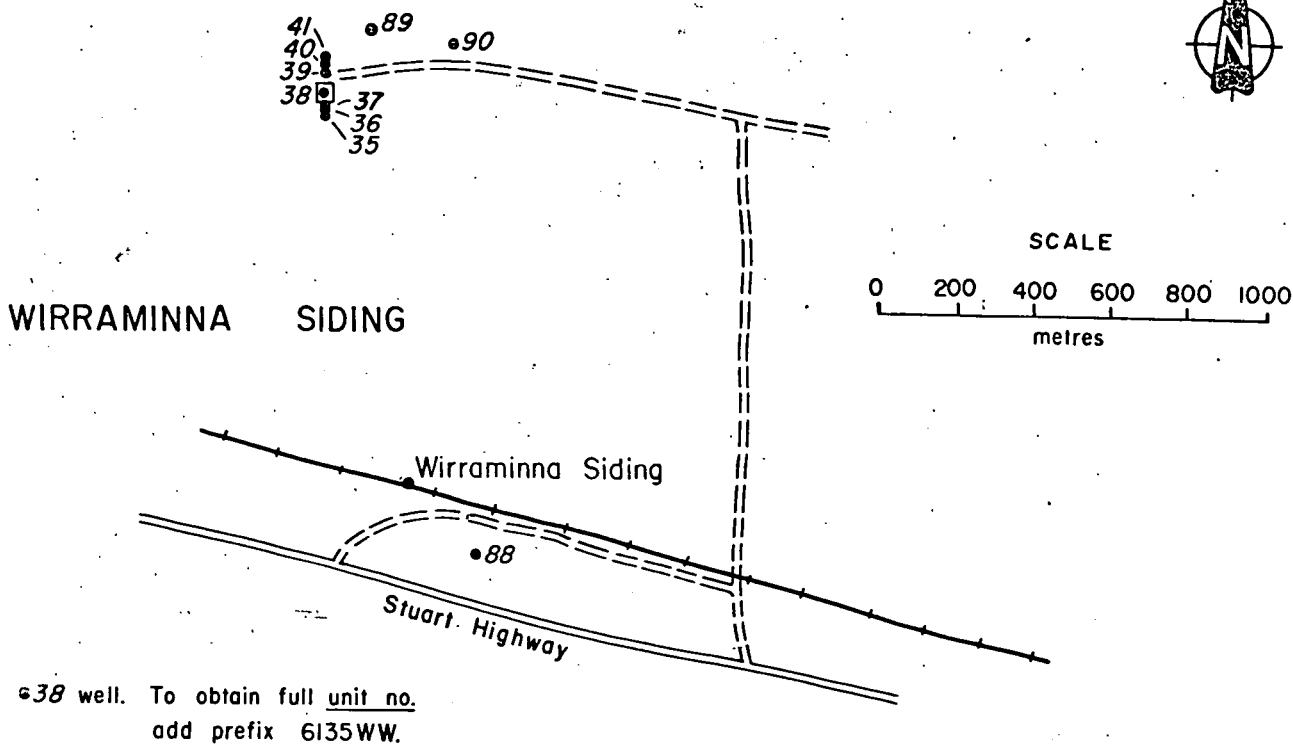 41
89
40
90
39
38
37
36
35
N
SCALE
0 200 400 600 800 1000
metres
WIRRAMINNA SIDING
Wirraminna Siding
88
Stuart Highway
38 well. To obtain full unit no.
add prefix 6135WW.